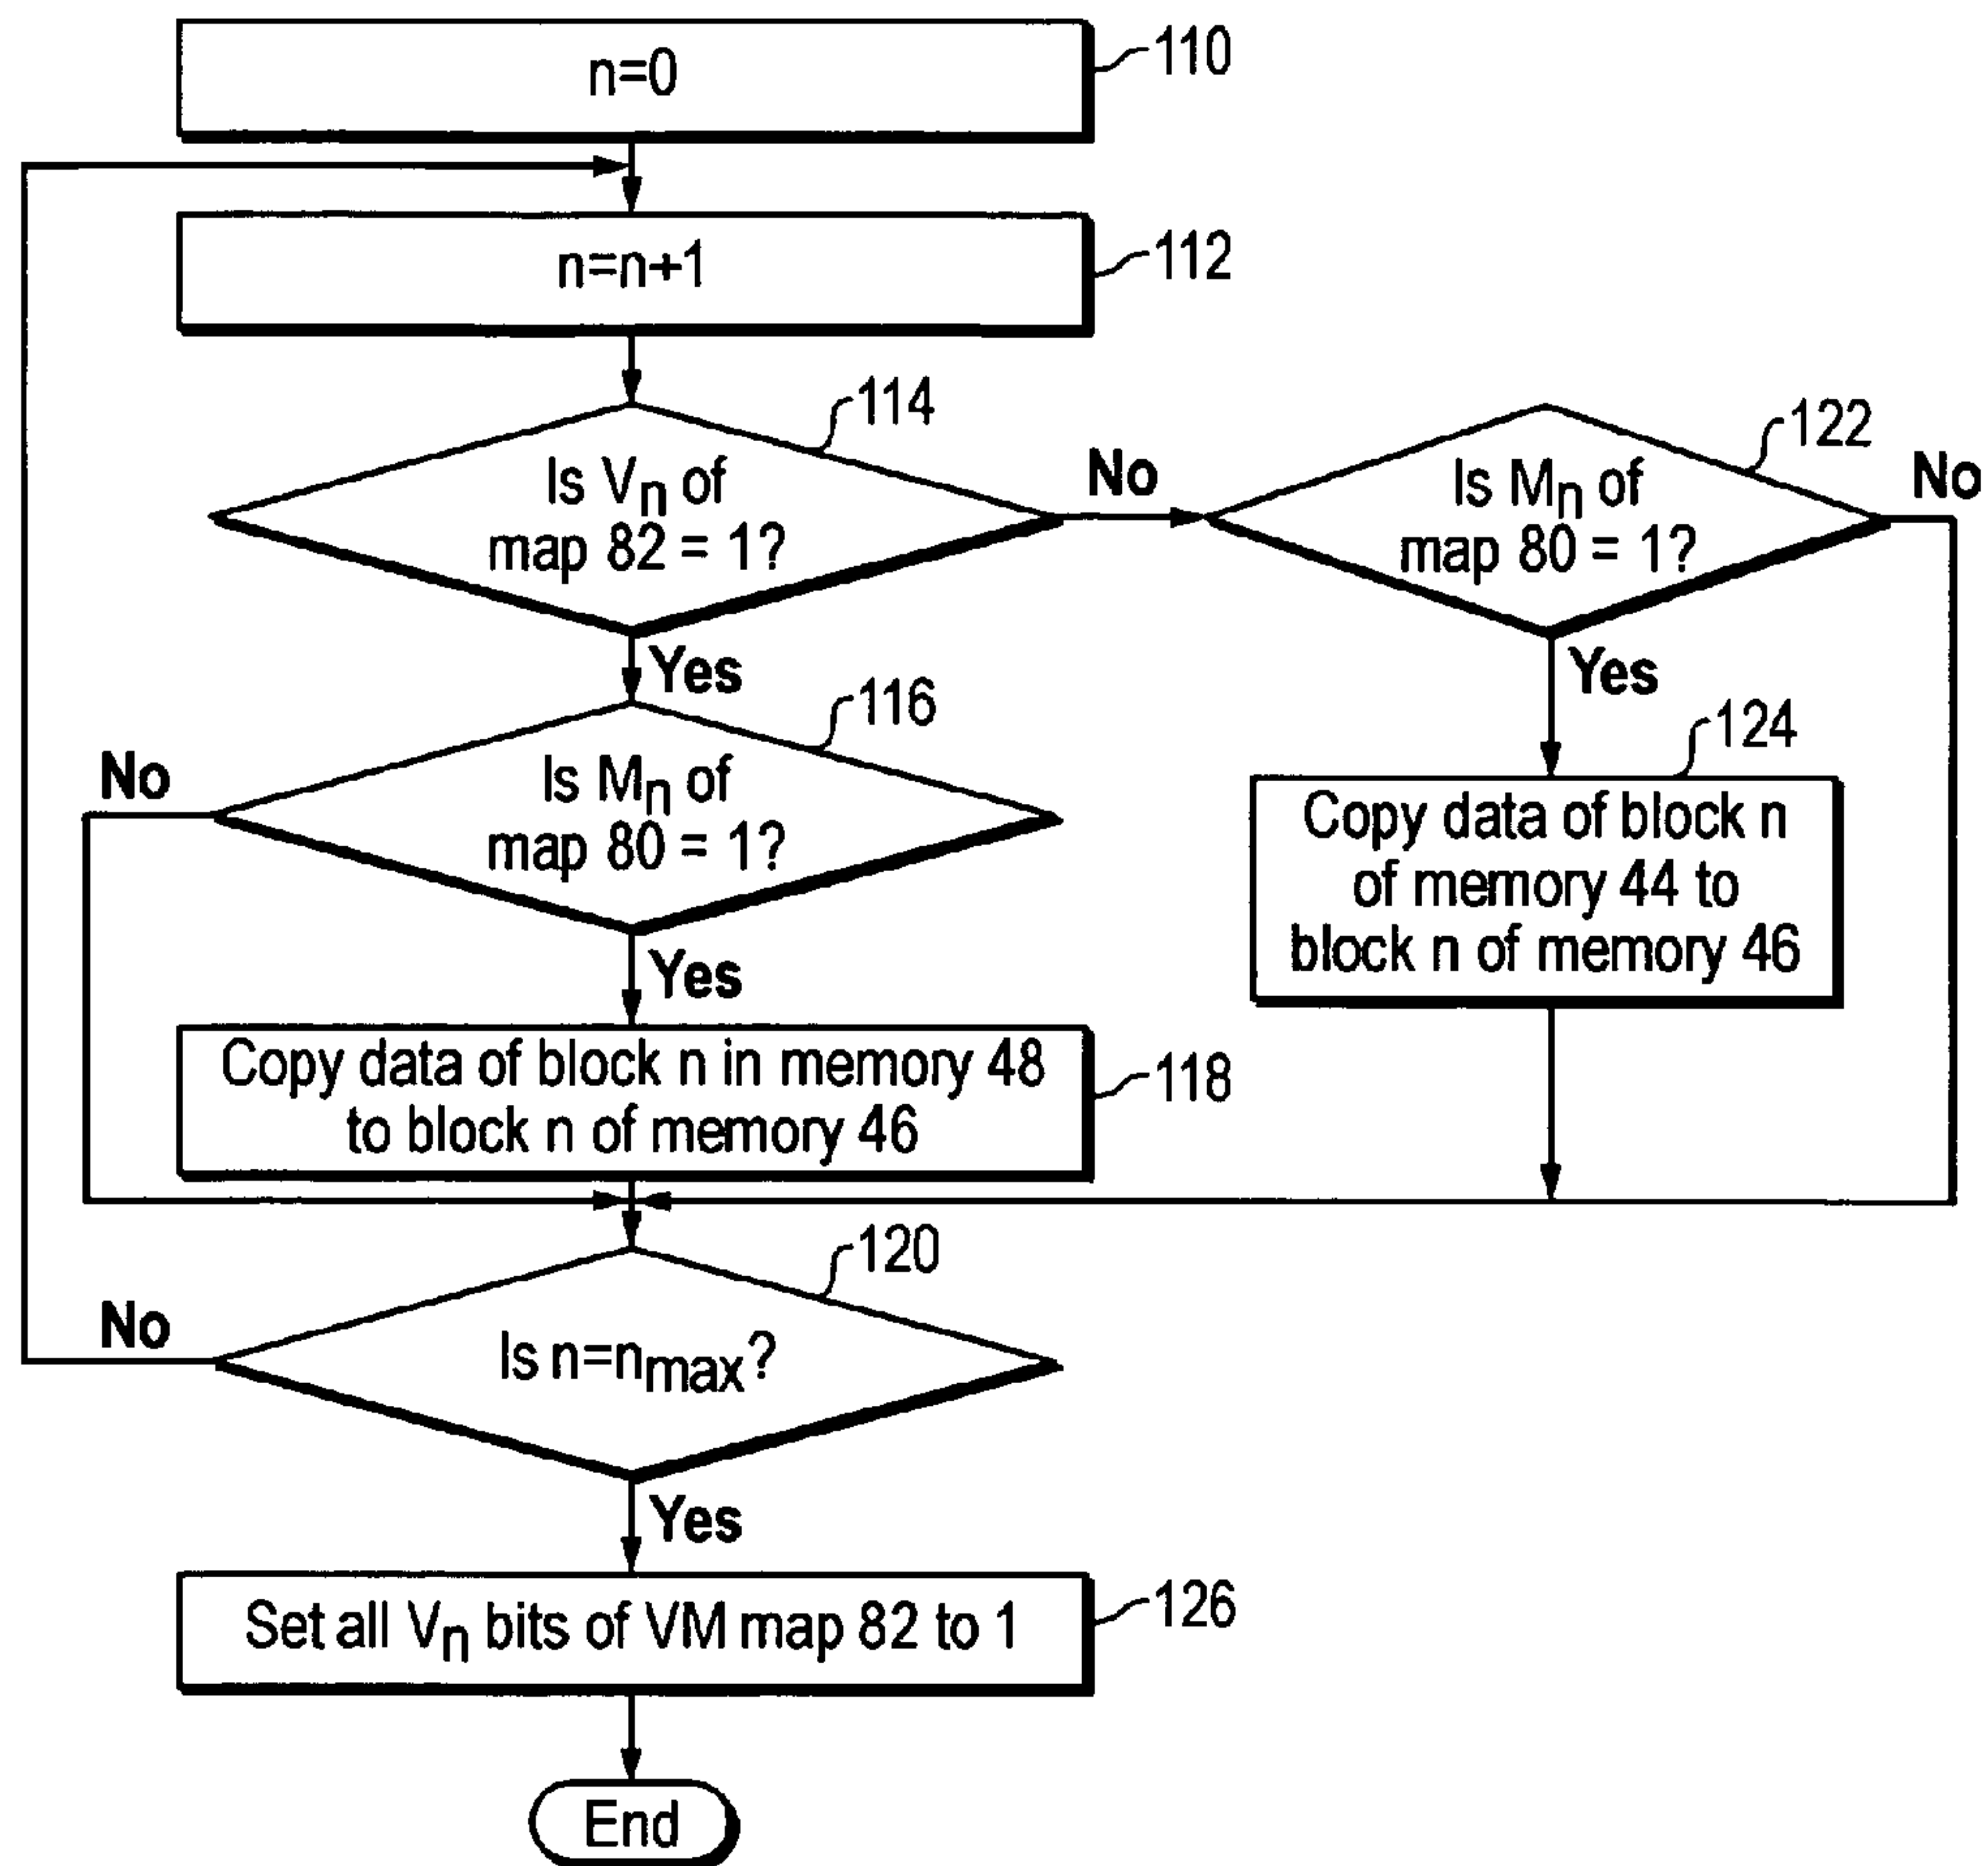 n=0
110
n=n+1
112
114
Is Vn of
map 82 = 1?
No
122
Is Mn of
map 80 = 1?
No
Yes
Yes
116
Is Mn of
map 80 = 1?
No
Yes
124
Copy data of block n
of memory 44 to
block n of memory 46
Copy data of block n in memory 48
to block n of memory 46
118
120
Is n=nmax?
No
Yes
Set all Vn bits of VM map 82 to 1
126
End